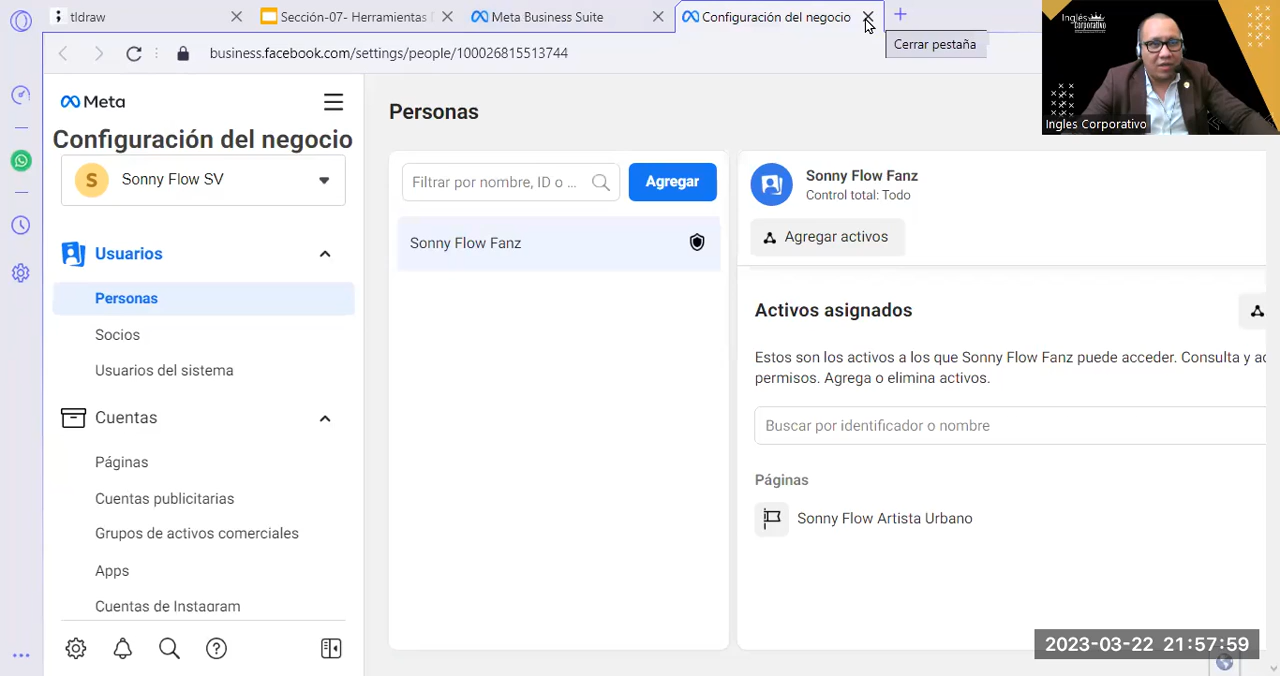 tldraw
Sección-07- Herramientas
Meta Business Suite
Configuración del negocio
Cerrar pestaña
business.facebook.com/settings/people/100026815513744
Inglés
Corporativo
Ingles Corporativo
Meta
Configuración del negocio
S
Sonny Flow SV
Usuarios
Personas
Socios
Usuarios del sistema
Cuentas
Páginas
Cuentas publicitarias
Grupos de activos comerciales
Apps
Cuentas de Instagram
Personas
Filtrar por nombre, ID o ...
Agregar
Sonny Flow Fanz
Sonny Flow Fanz
Control total: Todo
Agregar activos
Activos asignados
Estos son los activos a los que Sonny Flow Fanz puede acceder. Consulta y
permisos. Agrega o elimina activos.
Buscar por identificador o nombre
Páginas
Sonny Flow Artista Urbano
2023-03-22 21:57:59